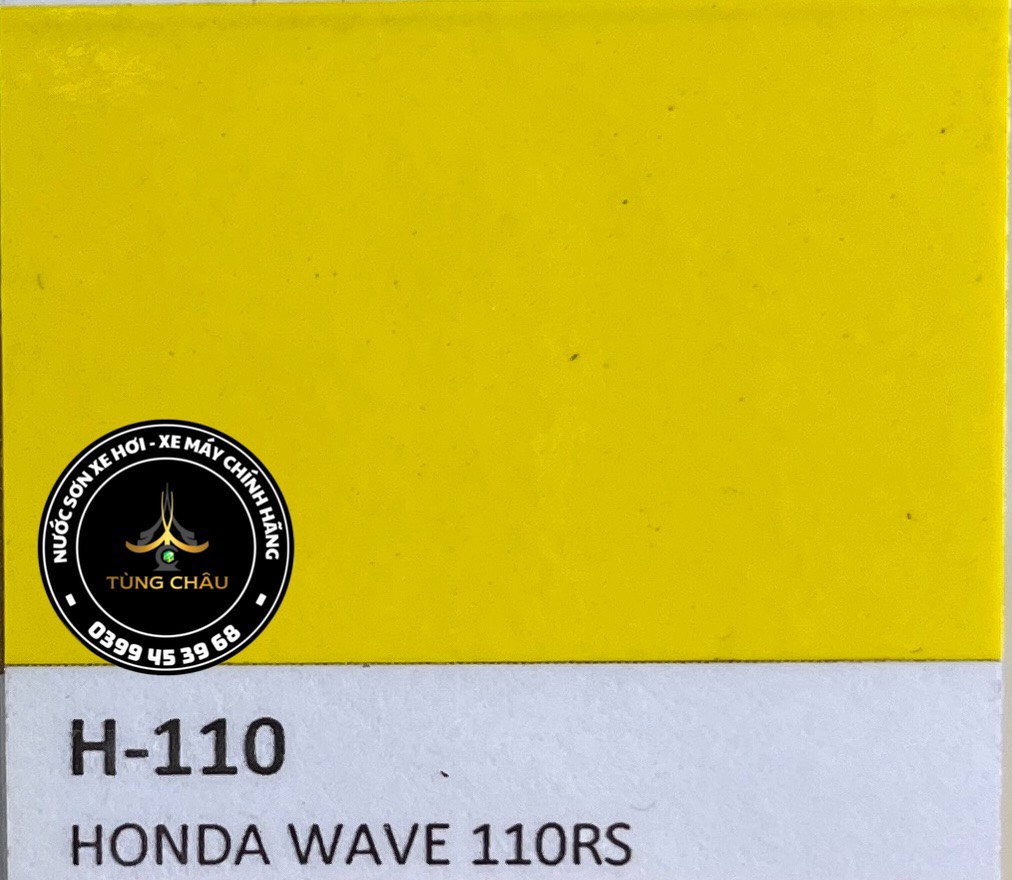 NƯỚC SƠN XE HƠI - XE MÁY CHÍNH HÃNG
TÙNG CHÂU
0399 45 39 68
H-110
HONDA WAVE 110RS